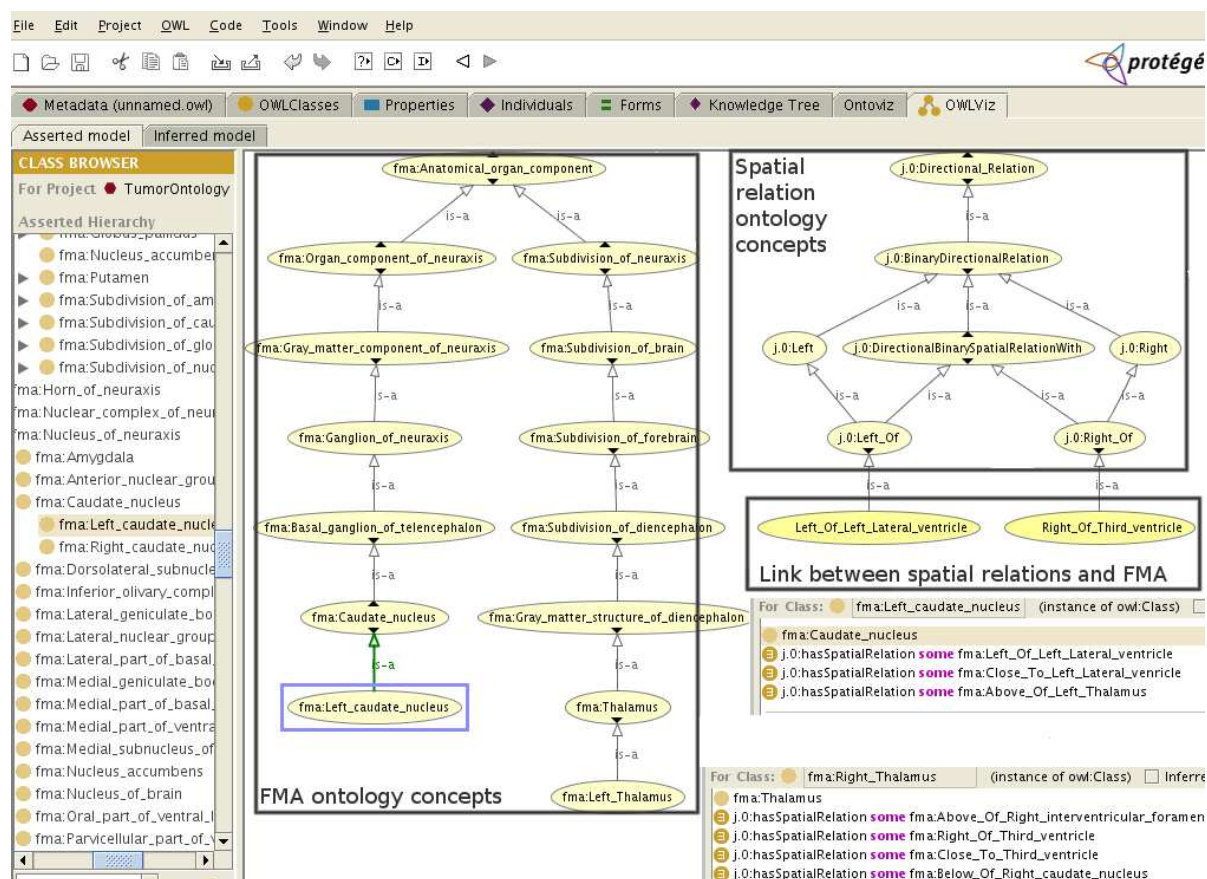 File Edit Project OWL Code Tools Window Help
protégé
Metadata (unnamed.owl) OWLClasses Properties Individuals Forms Knowledge Tree Ontoviz OWLViz
Asserted model Inferred model
CLASS BROWSER
For Project TumorOntology
Asserted Hierarchy
fma:Globus_pallidus
fma:Nucleus_accumber
fma:Putamen
fma:Subdivision_of_am
fma:Subdivision_of_cau
fma:Subdivision_of_glo
fma:Subdivision_of_nuc
fma:Horn_of_neuraxis
fma:Nuclear_complex_of_neur
fma:Nucleus_of_neuraxis
fma:Amygdala
fma:Anterior_nuclear_grou
fma:Caudate_nucleus
fma:Left_caudate_nucle
fma:Right_caudate_nuc
fma:Dorsolateral_subnucle
fma:Inferior_olivary_compl
fma:Lateral_geniculate_bo
fma:Lateral_nuclear_group
fma:Lateral_part_of_basal_
fma:Medial_geniculate_bo
fma:Medial_part_of_basal_
fma:Medial_part_of_ventra
fma:Medial_subnucleus_of
fma:Nucleus_accumbens
fma:Nucleus_of_brain
fma:Oral_part_of_ventral_l
fma:Parvicellular_part_of_v
fma:Anatomical_organ_component
is-a is-a
fma:Organ_component_of_neuraxis fma:Subdivision_of_neuraxis
is-a is-a
fma:Gray_matter_component_of_neuraxis fma:Subdivision_of_brain
is-a is-a
fma:Ganglion_of_neuraxis fma:Subdivision_of_forebrain
is-a is-a
fma:Basal_ganglion_of_telencephalon fma:Subdivision_of_diencephalon
is-a is-a
fma:Caudate_nucleus fma:Gray_matter_structure_of_diencephalon
is-a is-a
fma:Left_caudate_nucleus fma:Thalamus
is-a
FMA ontology concepts fma:Left_Thalamus
Spatial
relation
ontology
concepts
j.0:Directional_Relation
is-a
j.0:BinaryDirectionalRelation
is-a is-a is-a
j.0:Left j.0:DirectionalBinarySpatialRelationWith j.0:Right
is-a is-a is-a is-a
j.0:Left_Of j.0:Right_Of
is-a is-a
Left_Of_Left_Lateral_ventricle Right_Of_Third_ventricle
Link between spatial relations and FMA
For Class: fma:Left_caudate_nucleus (instance of owl:Class)
fma:Caudate_nucleus
j.0:hasSpatialRelation some fma:Left_Of_Left_Lateral_ventricle
j.0:hasSpatialRelation some fma:Close_To_Left_Lateral_venricle
j.0:hasSpatialRelation some fma:Above_Of_Left_Thalamus
For Class: fma:Right_Thalamus (instance of owl:Class) Inferre
fma:Thalamus
j.0:hasSpatialRelation some fma:Above_Of_Right_interventricular_foramen
j.0:hasSpatialRelation some fma:Right_Of_Third_ventricle
j.0:hasSpatialRelation some fma:Close_To_Third_ventricle
j.0:hasSpatialRelation some fma:Below_Of_Right_caudate_nucleus